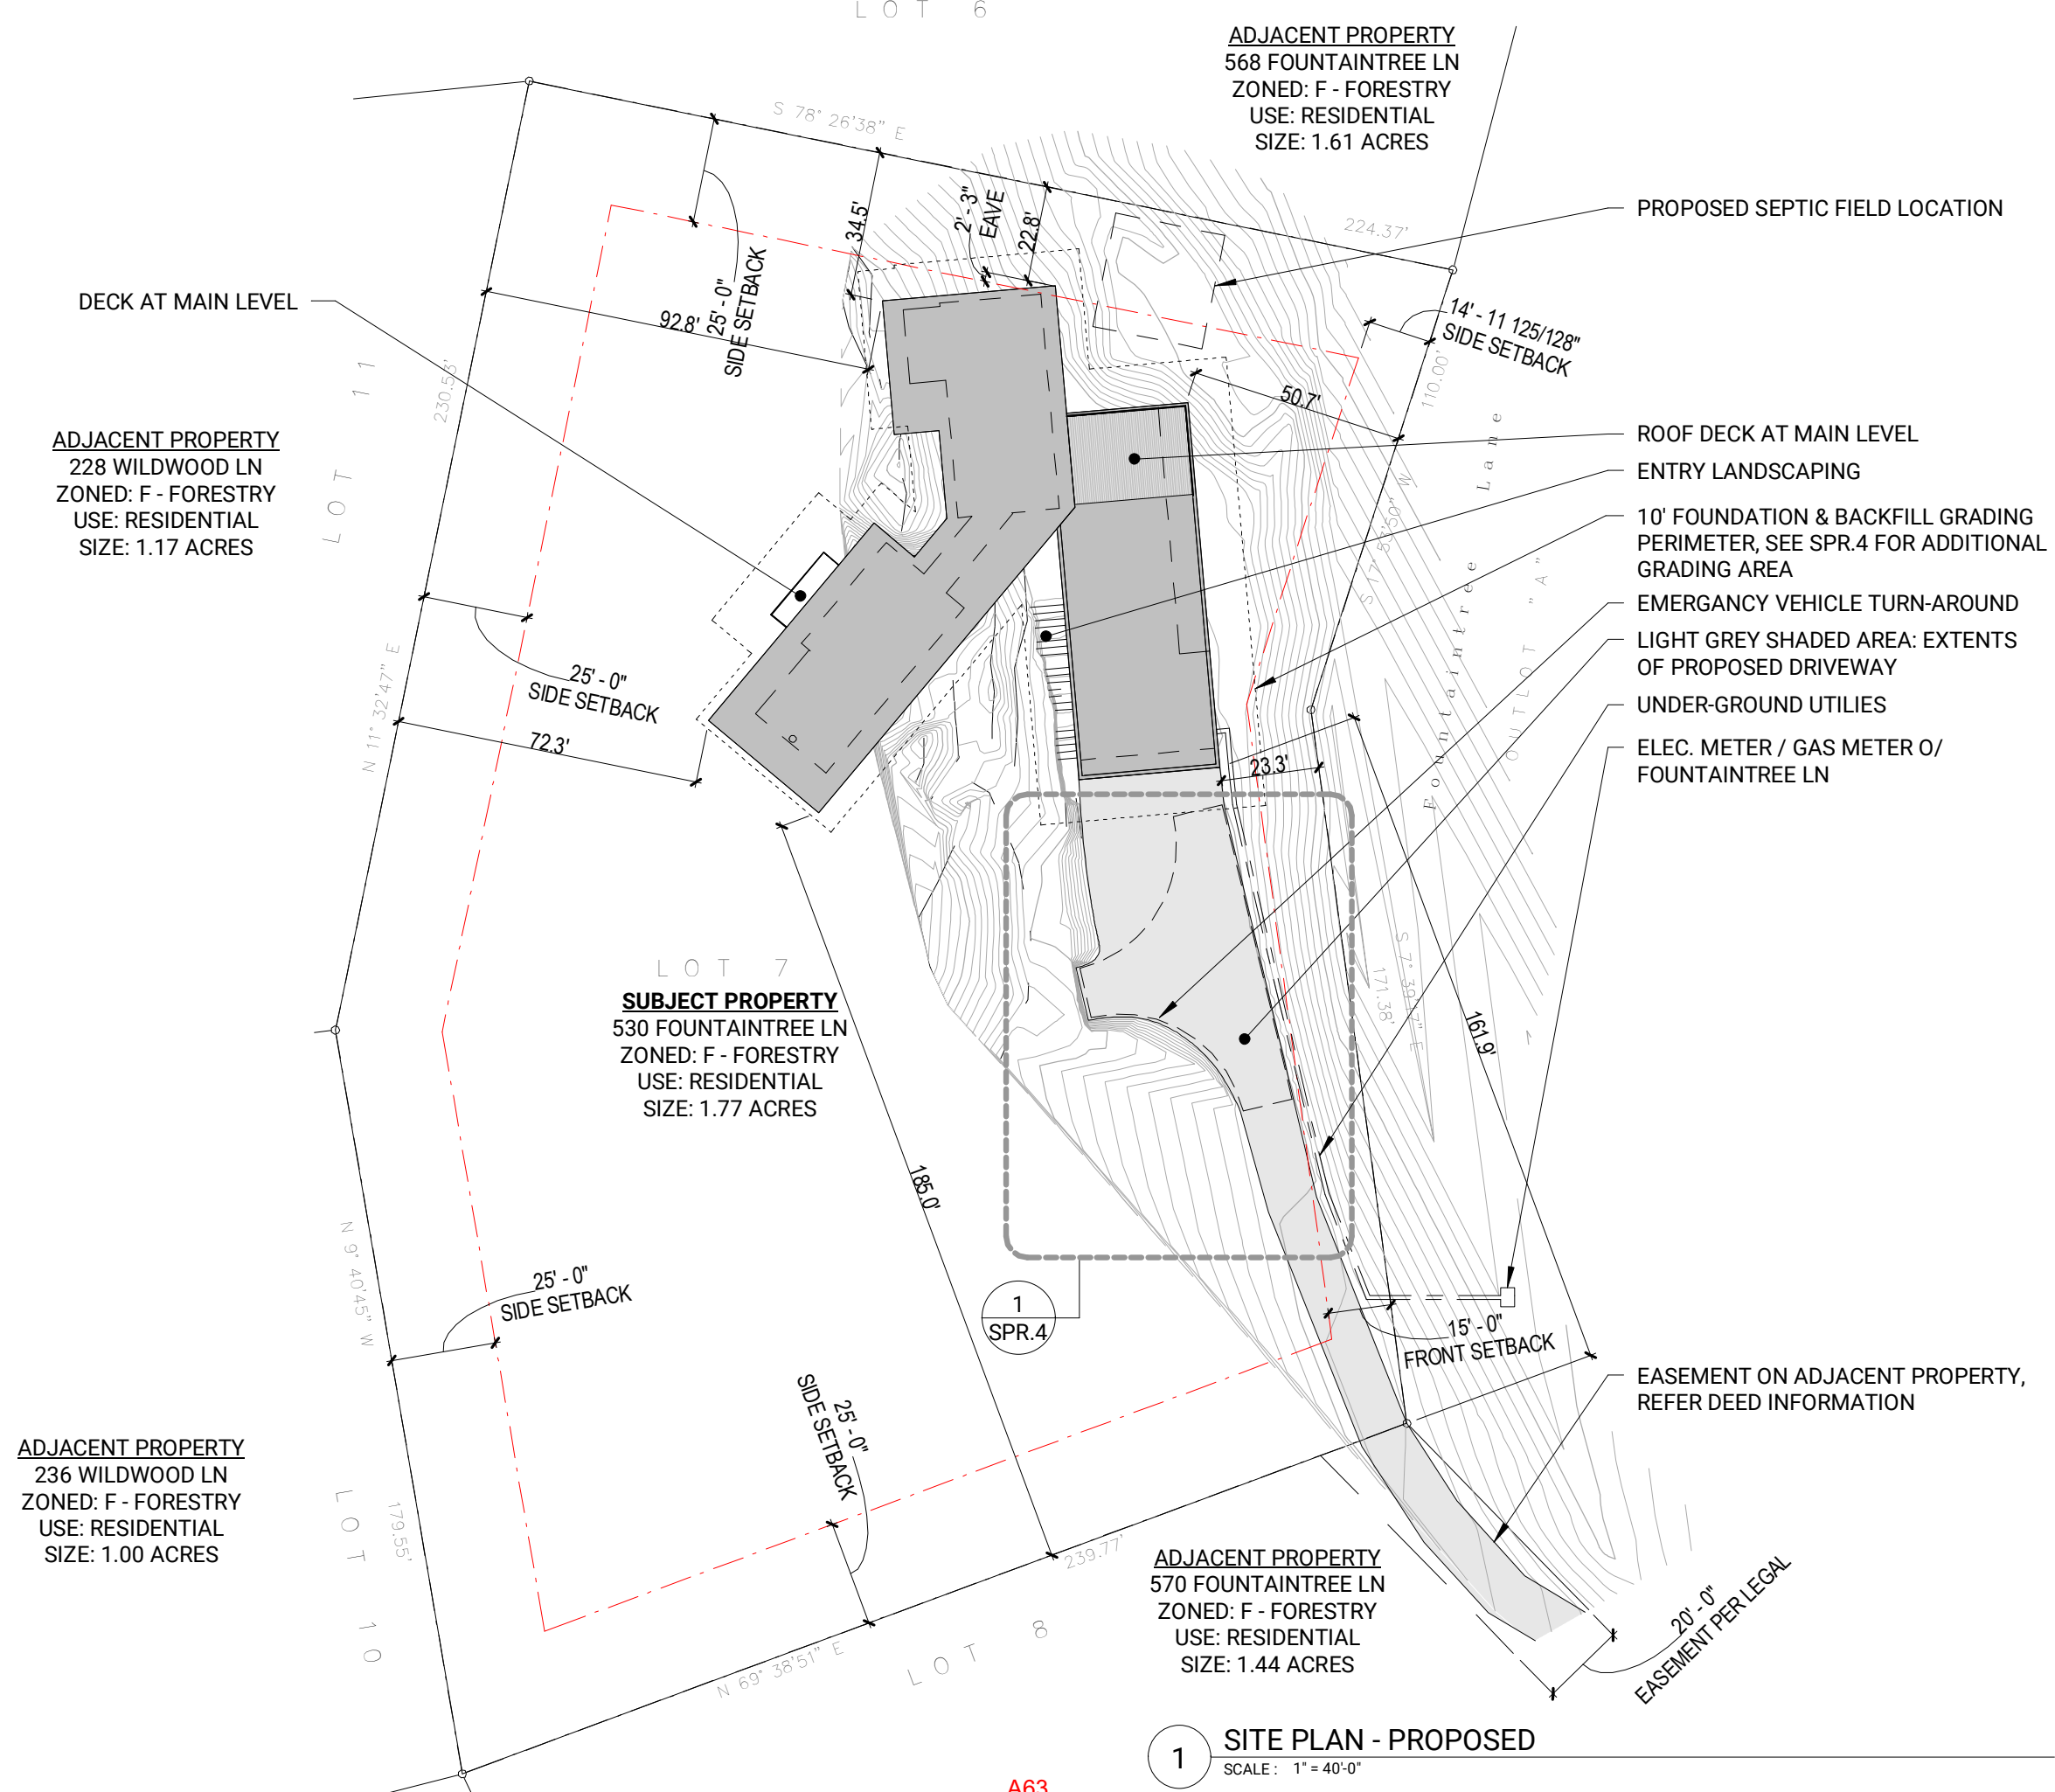 LOT 6
ADJACENT PROPERTY
568 FOUNTAINTREE LN
ZONED: F - FORESTRY
USE: RESIDENTIAL
SIZE: 1.61 ACRES
S 78° 26'38" E
224.37'
PROPOSED SEPTIC FIELD LOCATION
34.5'
2' - 3"
EAVE
22.8'
25' - 0"
SIDE SETBACK
92.8'
DECK AT MAIN LEVEL
14' - 11 125/128"
SIDE SETBACK
110.00'
50.7'
S 17° 53'50" W
Fountaintree Lane
OUTLOT "A"
LOT 11
230.53'
ADJACENT PROPERTY
228 WILDWOOD LN
ZONED: F - FORESTRY
USE: RESIDENTIAL
SIZE: 1.17 ACRES
ROOF DECK AT MAIN LEVEL
ENTRY LANDSCAPING
10' FOUNDATION & BACKFILL GRADING
PERIMETER, SEE SPR.4 FOR ADDITIONAL
GRADING AREA
EMERGANCY VEHICLE TURN-AROUND
LIGHT GREY SHADED AREA: EXTENTS
OF PROPOSED DRIVEWAY
UNDER-GROUND UTILIES
ELEC. METER / GAS METER O/
FOUNTAINTREE LN
25' - 0"
SIDE SETBACK
N 11° 32'47" E
72.3'
23.3'
LOT 7
SUBJECT PROPERTY
530 FOUNTAINTREE LN
ZONED: F - FORESTRY
USE: RESIDENTIAL
SIZE: 1.77 ACRES
S 7° 39'17" E
171.38'
161.9'
185.0'
N 9° 40'45" W
25' - 0"
SIDE SETBACK
1
SPR.4
15' - 0"
FRONT SETBACK
EASEMENT ON ADJACENT PROPERTY,
REFER DEED INFORMATION
25' - 0"
SIDE SETBACK
ADJACENT PROPERTY
236 WILDWOOD LN
ZONED: F - FORESTRY
USE: RESIDENTIAL
SIZE: 1.00 ACRES
LOT 10
179.55'
239.77'
N 69° 38'51" E
LOT 8
ADJACENT PROPERTY
570 FOUNTAINTREE LN
ZONED: F - FORESTRY
USE: RESIDENTIAL
SIZE: 1.44 ACRES
20' - 0"
EASEMENT PER LEGAL
1
SITE PLAN - PROPOSED
SCALE : 1" = 40'-0"
A63